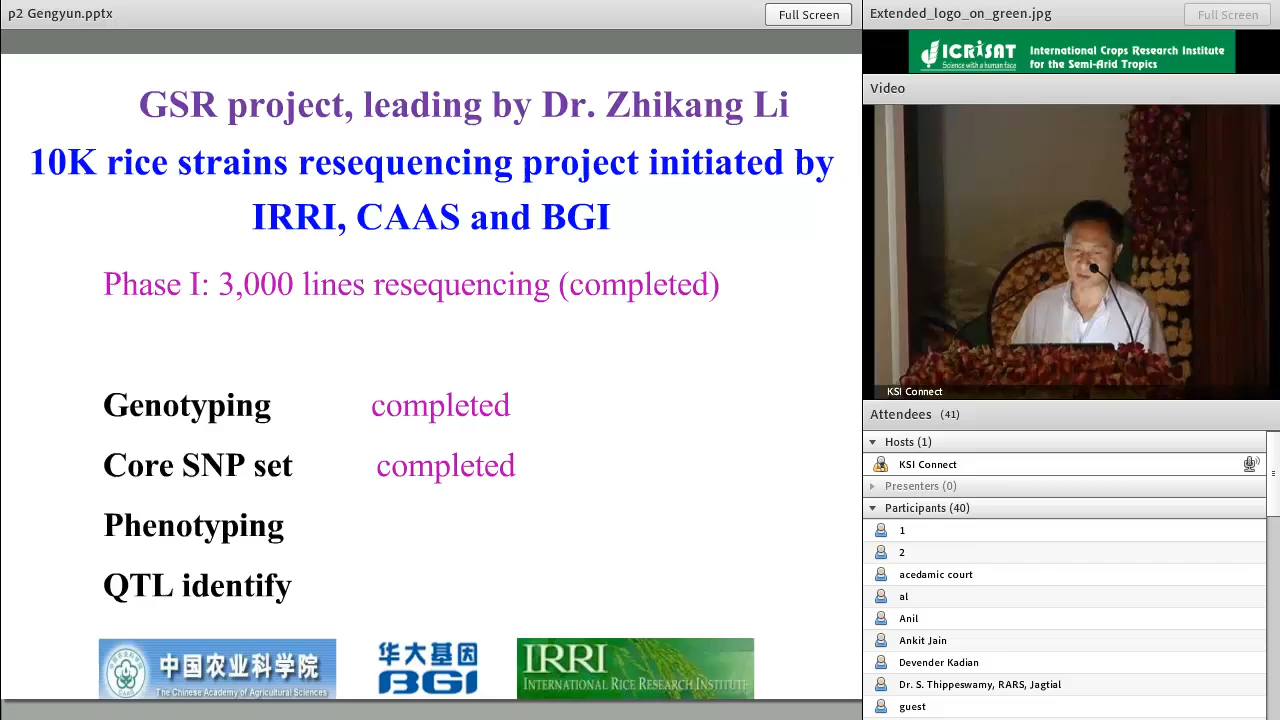 p2 Gengyun.pptx
Full Screen
GSR project, leading by Dr. Zhikang Li
10K rice strains resequencing project initiated by
IRRI, CAAS and BGI
Phase I: 3,000 lines resequencing (completed)
Genotyping completed
Core SNP set completed
Phenotyping
QTL identify
中国农业科学院
The Chinese Academy of Agricultural Sciences
华大基因
BGI
IRRI
INTERNATIONAL RICE RESEARCH INSTITUTE
Extended_logo_on_green.jpg
Full Screen
ICRISAT
Science with a human face
International Crops Research Institute
for the Semi-Arid Tropics
Video
KSI Connect
Attendees (41)
Hosts (1)
KSI Connect
Presenters (0)
Participants (40)
1
2
acedamic court
al
Anil
Ankit Jain
Devender Kadian
Dr. S. Thippeswamy, RARS, Jagtial
guest